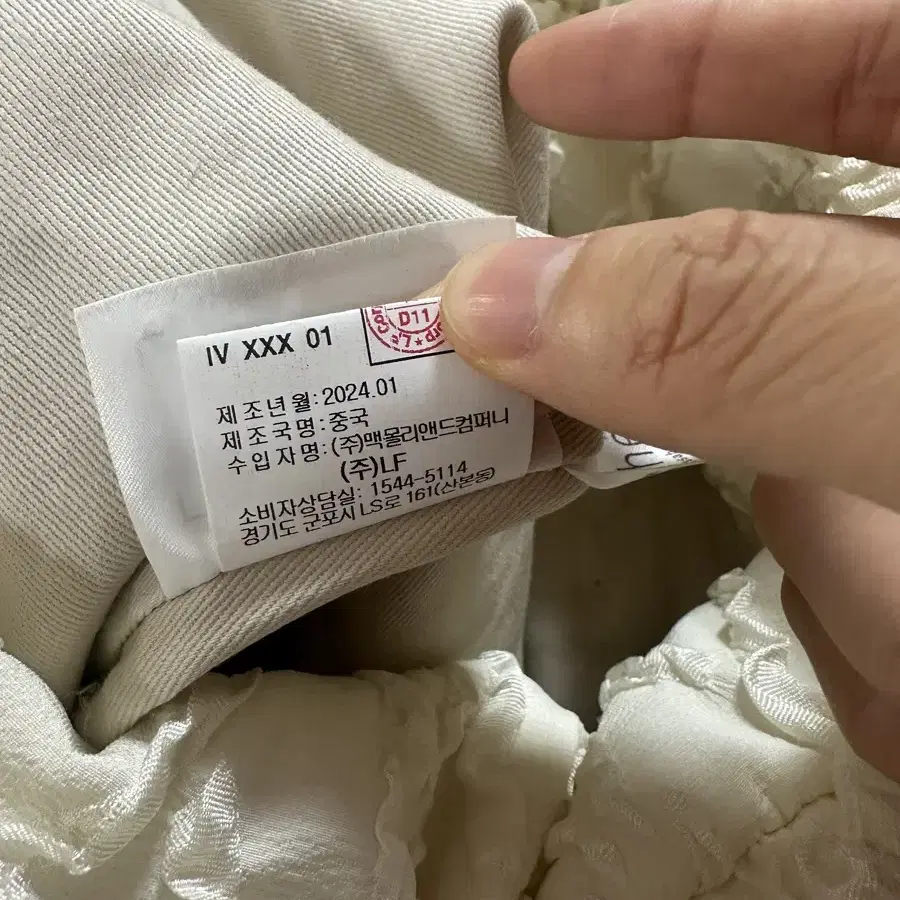 IV XXX 01
D11
제조년월: 2024.01
제조국명: 중국
수입자명: (주)맥몰리앤드컴퍼니
(주)LF
소비자상담실: 1544-5114
경기도 군포시 LS로 161(산본동)